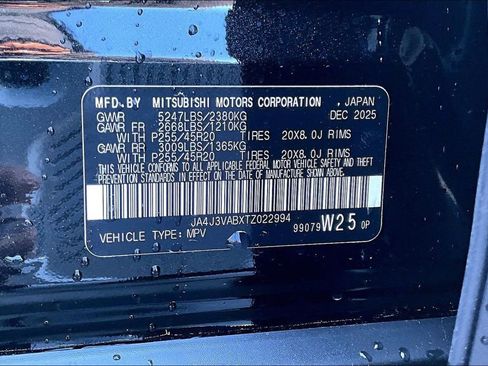 MFD.BY MITSUBISHI MOTORS CORPORATION, JAPAN
GWWR 5247LBS/2380KG DEC 2025
GAWR FR 2668LBS/1210KG
WITH P255/45R20 TIRES 20X8.0J RIMS
GAWR RR 3009LBS/1365KG
WITH P255/45R20 TIRES 20X8.0J RIMS
THIS VEHICLE CONFORMS TO ALL APPLICABLE FEDERAL MOTOR VEHICLE SAFETY AND THEFT
PREVENTION STANDARDS IN EFFECT ON THE DATE OF MANUFACTURE SHOWN ABOVE.
JA4J3VABXTZ022994
VEHICLE TYPE: MPV 99079 W25 0P